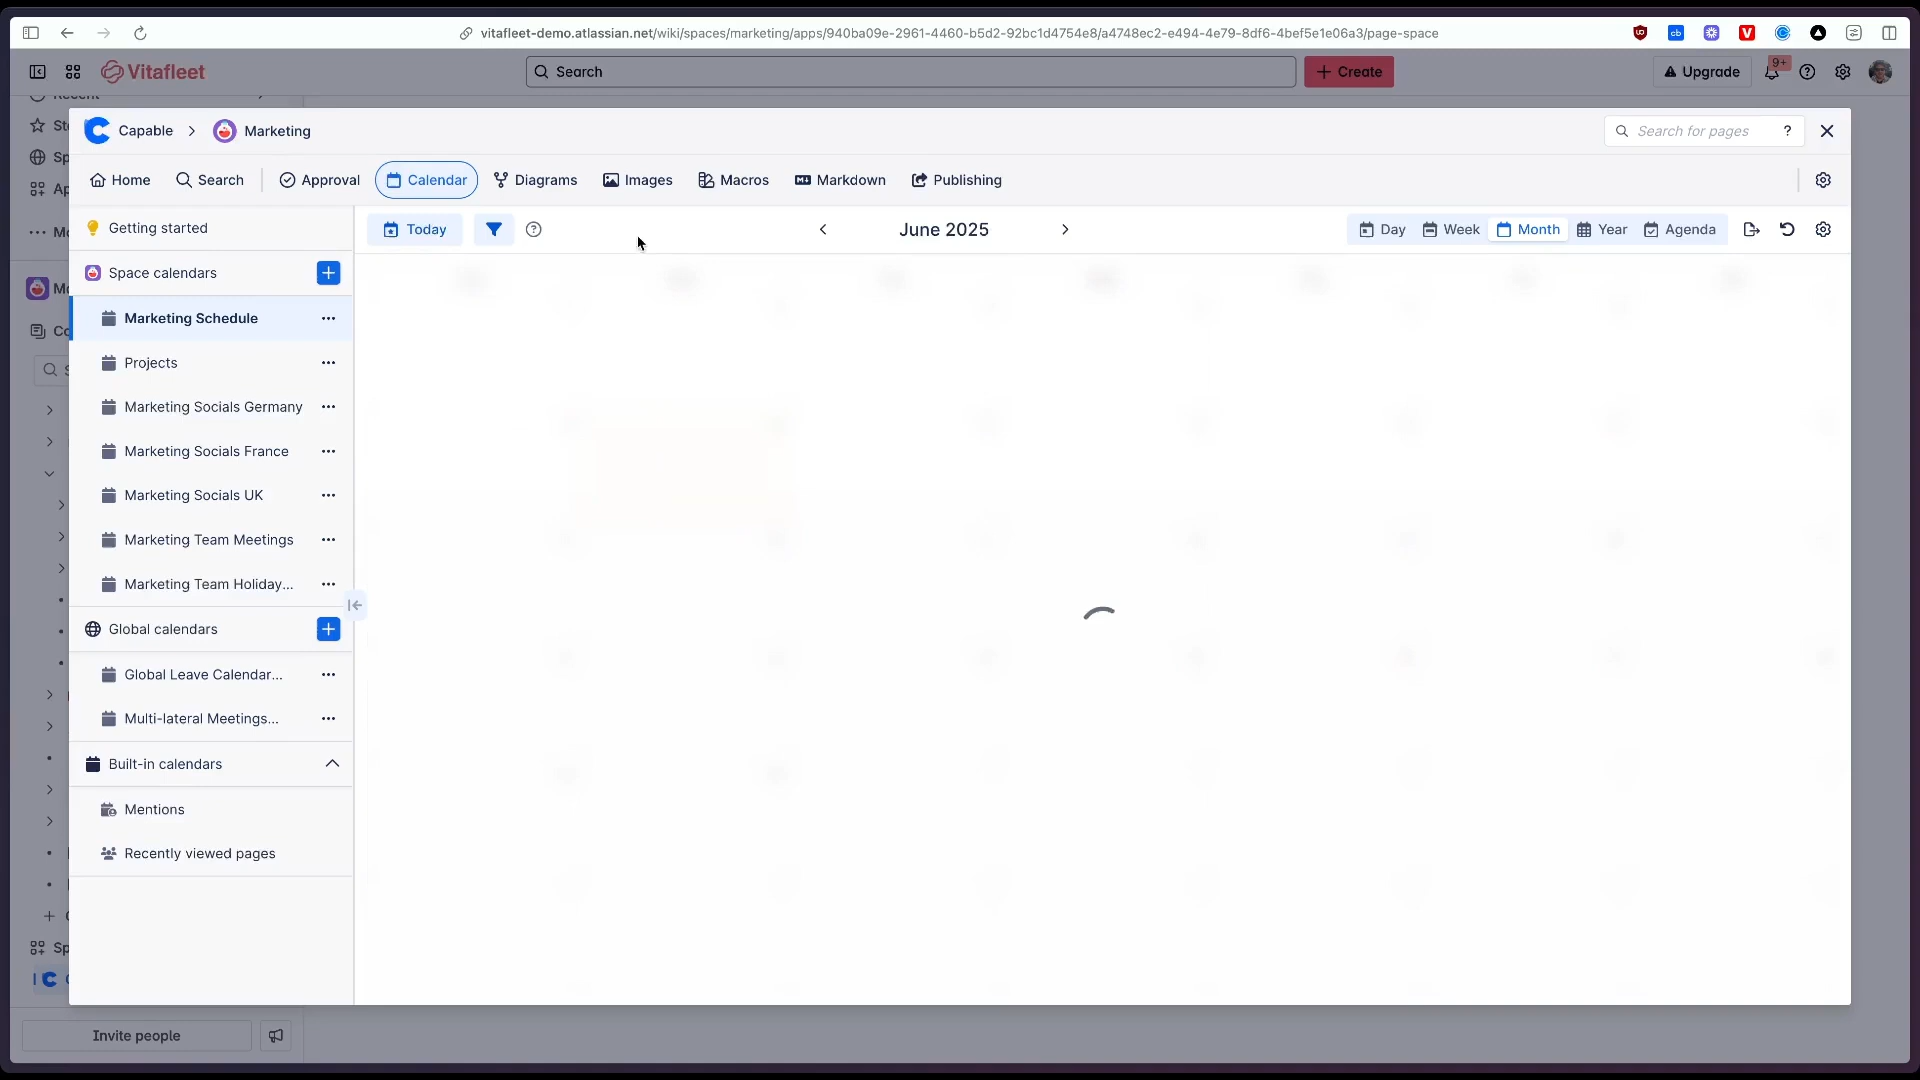 vitafleet-demo.atlassian.net/wiki/spaces/marketing/apps/940ba09e-2961-4460-b5d2-92bc1d4754e8/a4748ec2-e494-4e79-8df6-4bef5e1e06a3/page-space
Vitafleet
Search
+ Create
Upgrade
9+
Recent
Capable > Marketing
Search for pages ?
Home
Search
Approval
Calendar
Diagrams
Images
Macros
Markdown
Publishing
Getting started
Today
June 2025
Day
Week
Month
Year
Agenda
Space calendars
Marketing Schedule
Projects
Marketing Socials Germany
Marketing Socials France
Marketing Socials UK
Marketing Team Meetings
Marketing Team Holiday...
Global calendars
Global Leave Calendar...
Multi-lateral Meetings...
Built-in calendars
Mentions
Recently viewed pages
Invite people